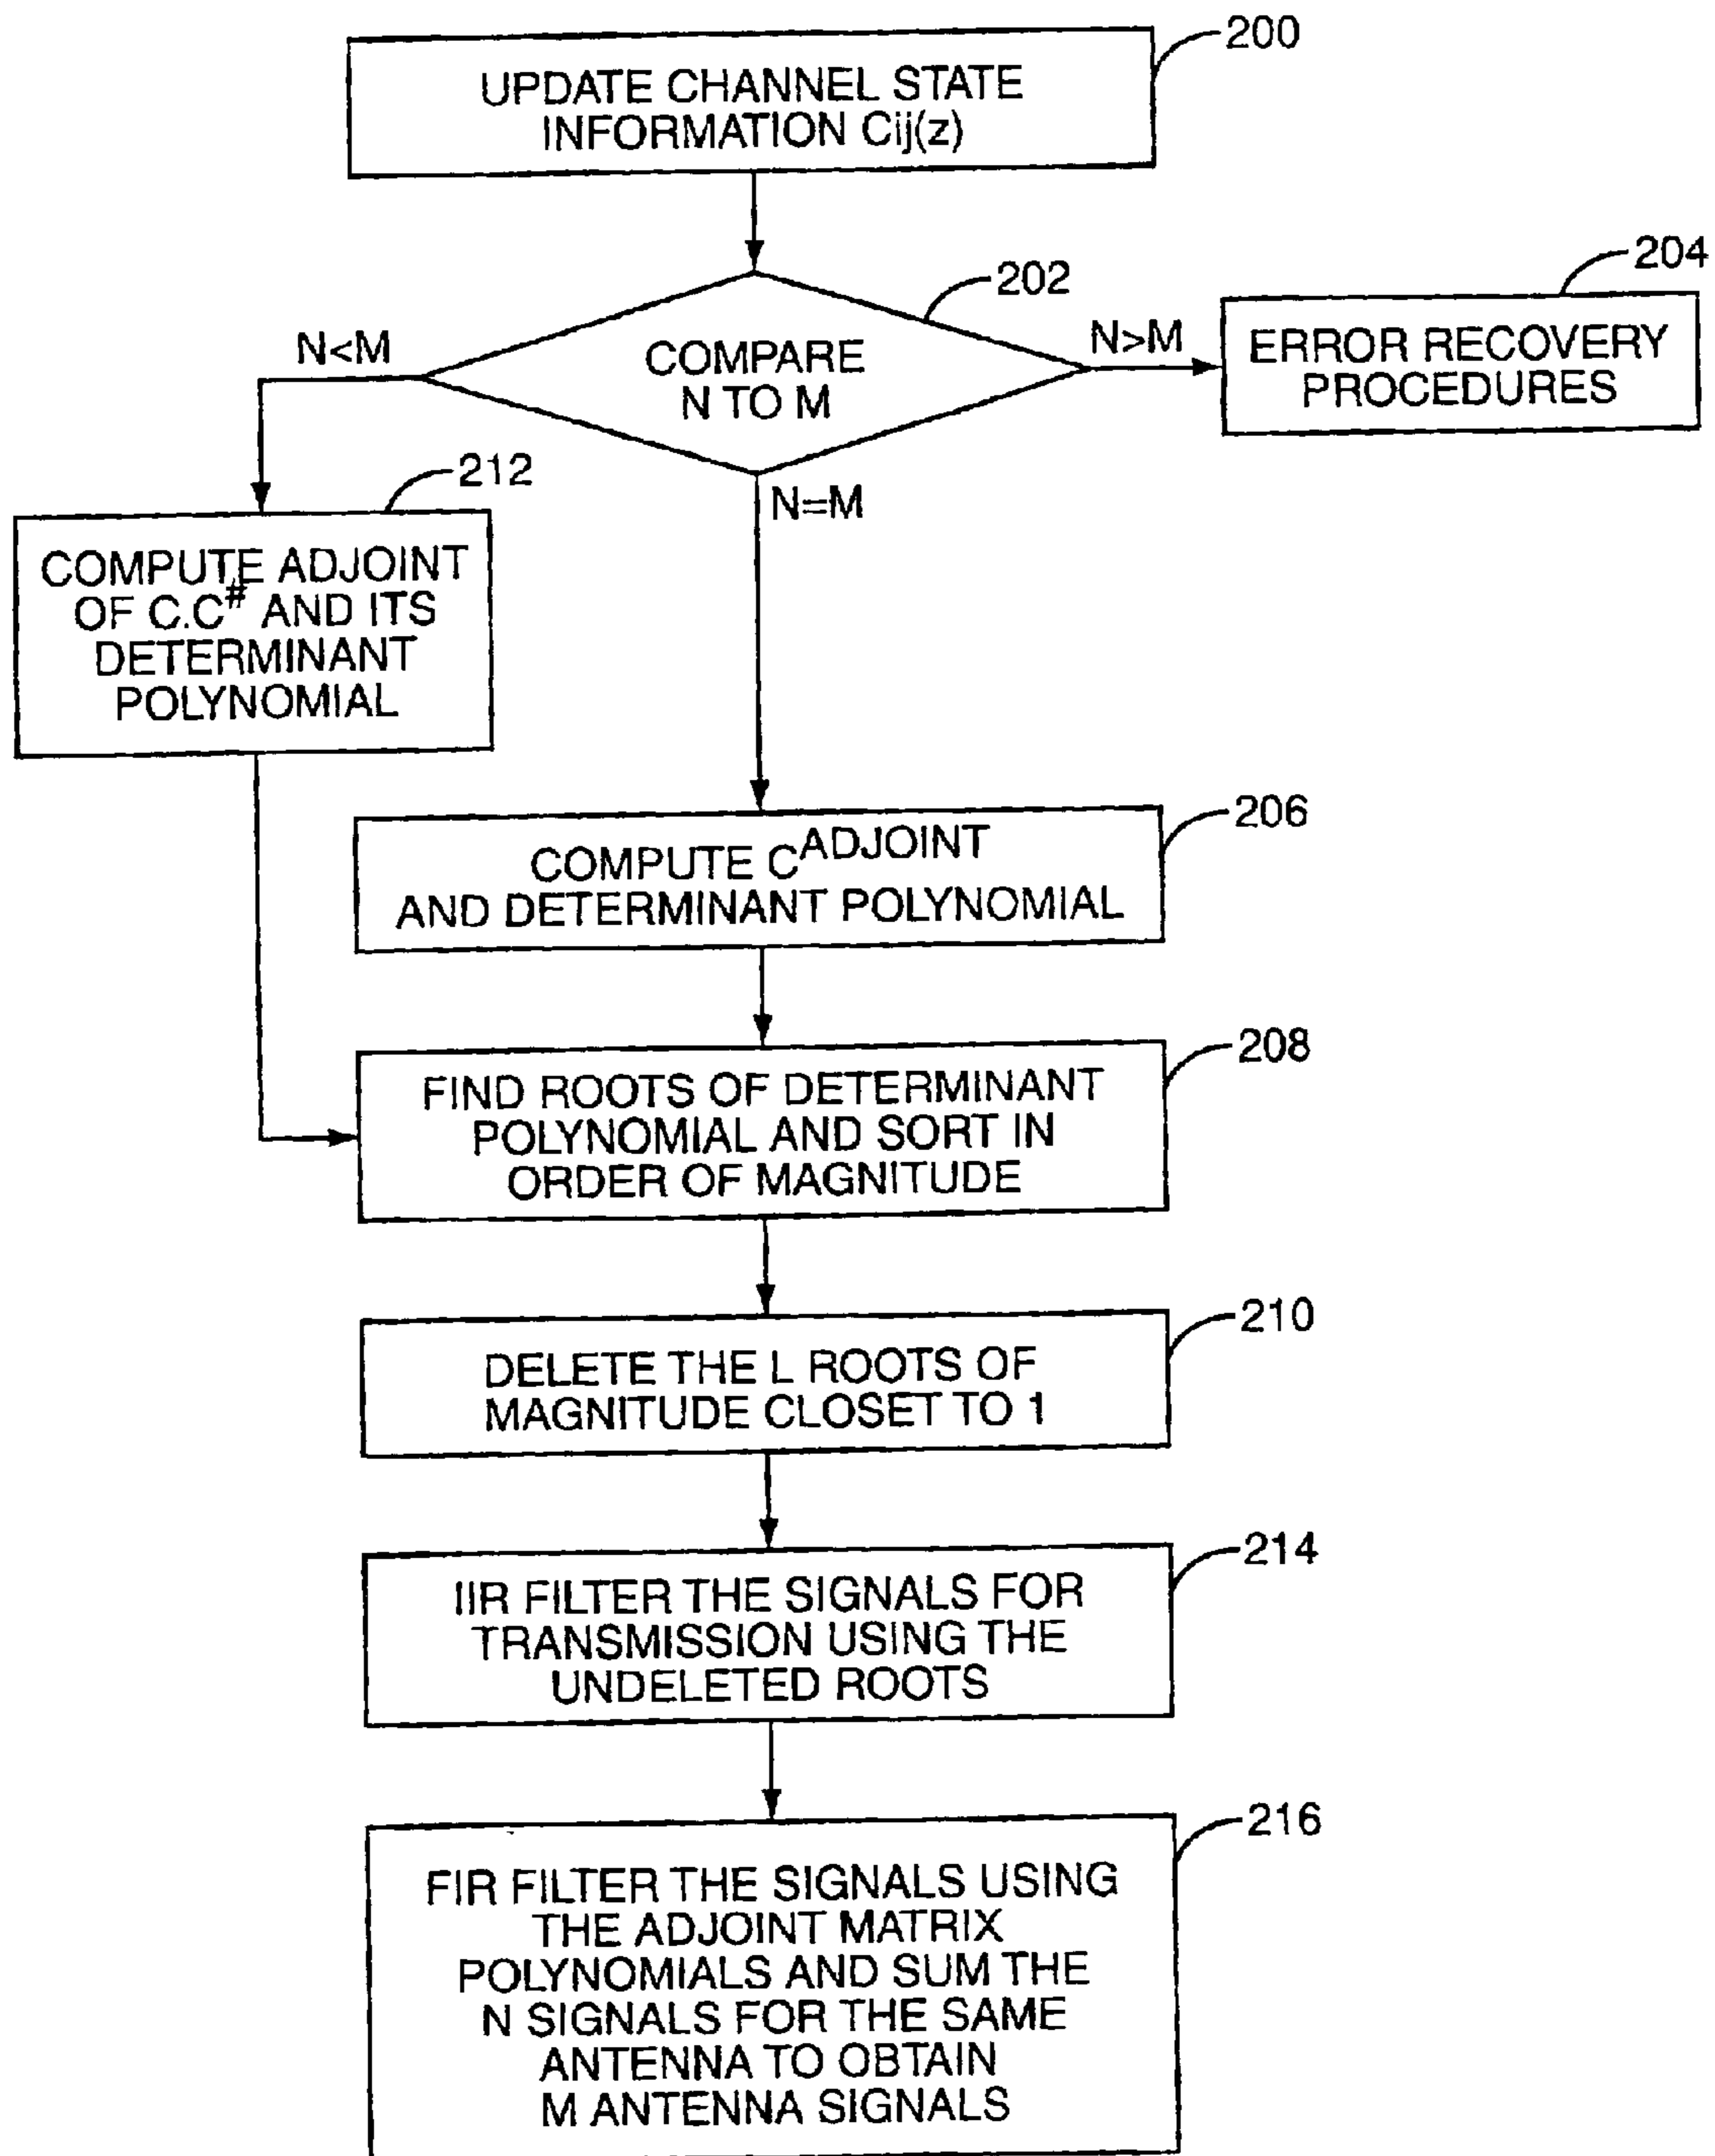 200
UPDATE CHANNEL STATE
INFORMATION Cij(z)
202
204
N<M
COMPARE
N TO M
N>M
ERROR RECOVERY
PROCEDURES
212
N=M
COMPUTE ADJOINT
OF C.C# AND ITS
DETERMINANT
POLYNOMIAL
206
COMPUTE CADJOINT
AND DETERMINANT POLYNOMIAL
208
FIND ROOTS OF DETERMINANT
POLYNOMIAL AND SORT IN
ORDER OF MAGNITUDE
210
DELETE THE L ROOTS OF
MAGNITUDE CLOSET TO 1
214
IIR FILTER THE SIGNALS FOR
TRANSMISSION USING THE
UNDELETED ROOTS
216
FIR FILTER THE SIGNALS USING
THE ADJOINT MATRIX
POLYNOMIALS AND SUM THE
N SIGNALS FOR THE SAME
ANTENNA TO OBTAIN
M ANTENNA SIGNALS